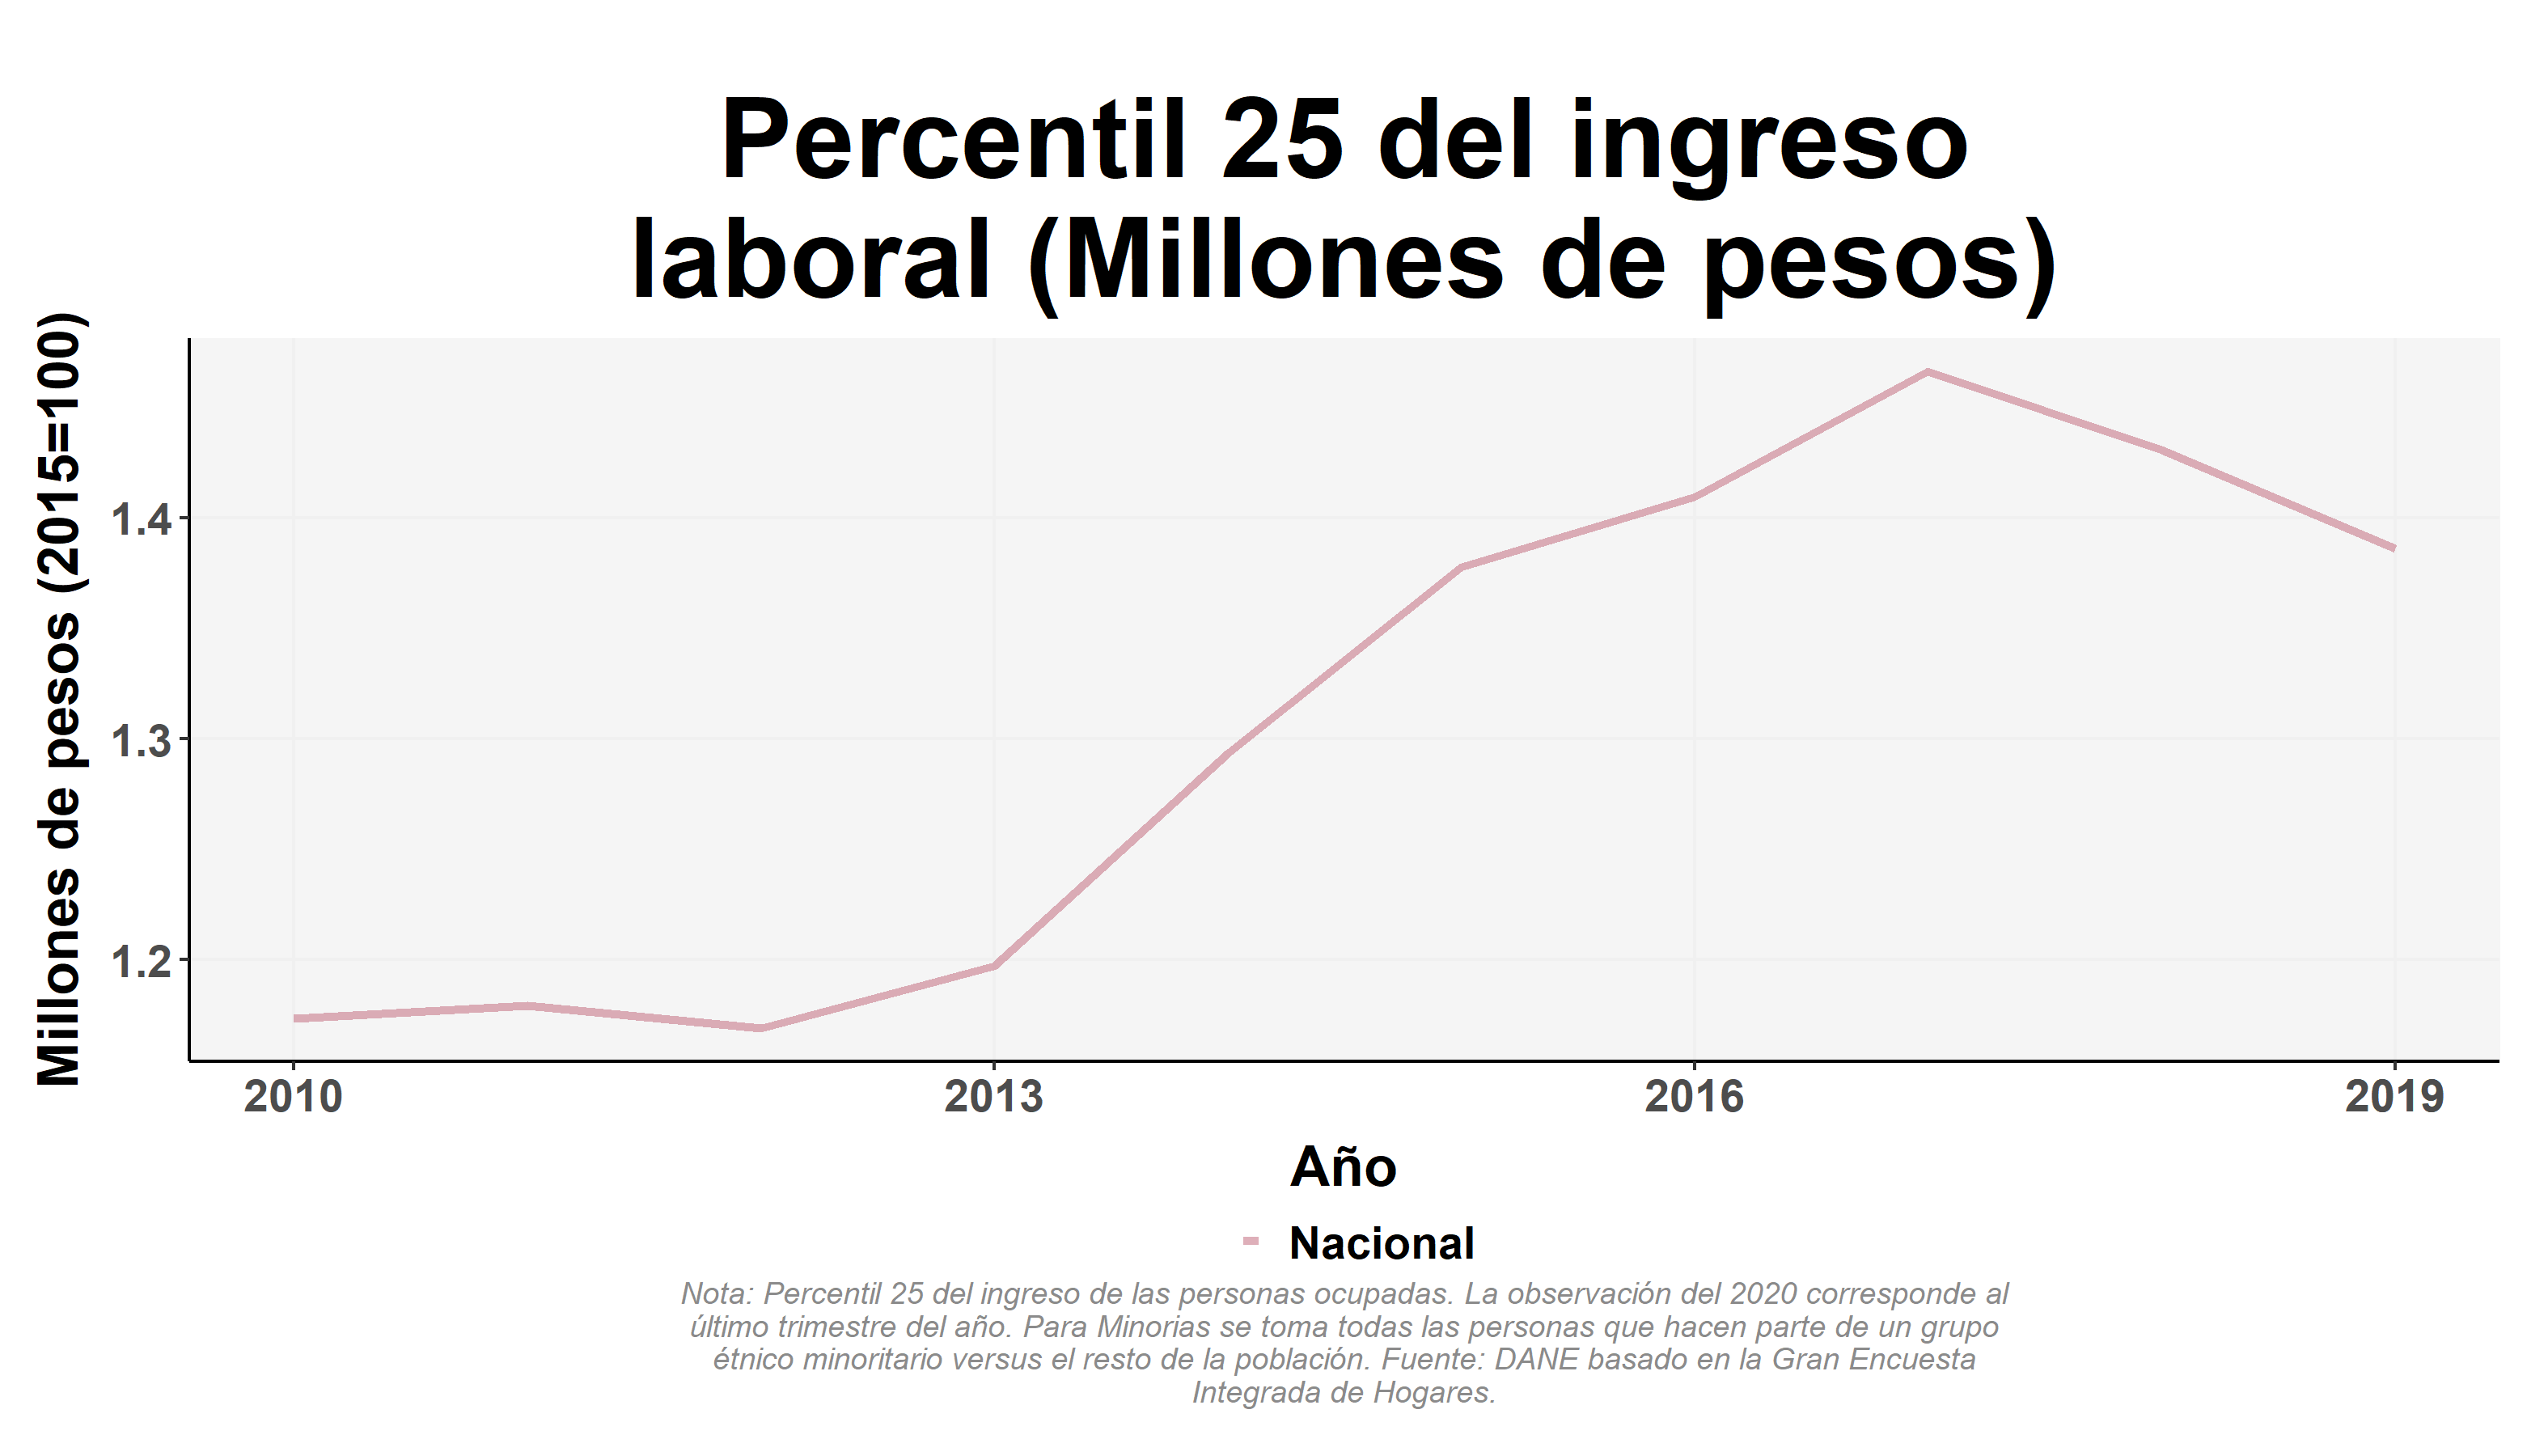 Percentil 25 del ingreso
laboral (Millones de pesos)
Millones de pesos (2015=100)
1.4
1.3
1.2
2010
2013
2016
2019
Año
Nacional
Nota: Percentil 25 del ingreso de las personas ocupadas. La observación del 2020 corresponde al
último trimestre del año. Para Minorias se toma todas las personas que hacen parte de un grupo
étnico minoritario versus el resto de la población. Fuente: DANE basado en la Gran Encuesta
Integrada de Hogares.